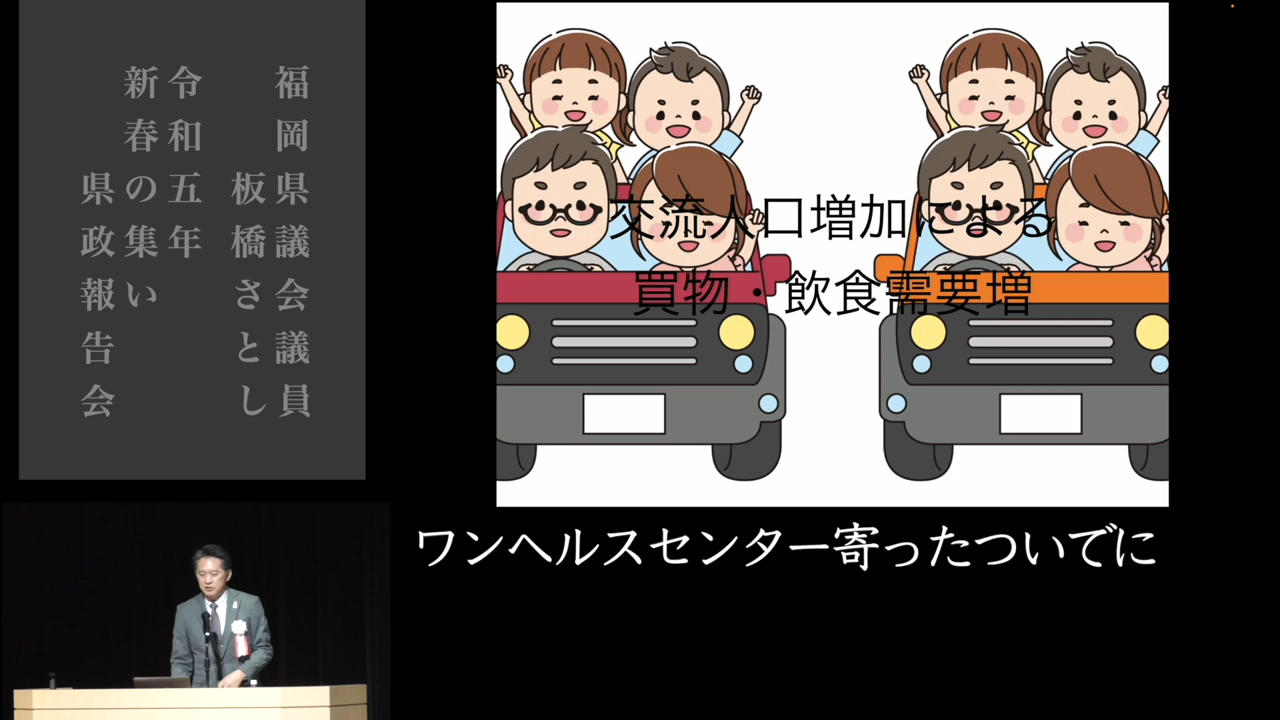 福岡県議会議員
板橋さとし
令和五年
新春の集い
県政報告会
交流人口増加による
買物・飲食需要増
ワンヘルスセンター寄ったついでに